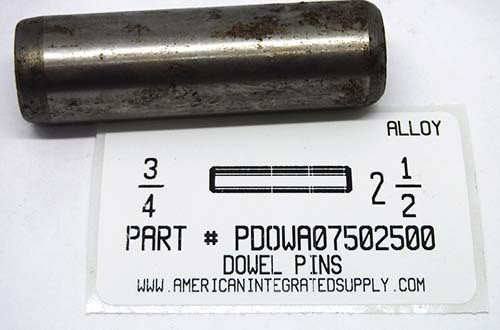 ALLOY
3/4 2 1/2
PART # PDOWA07502500
DOWEL PINS
WWW.AMERICANINTEGRATEDSUPPLY.COM